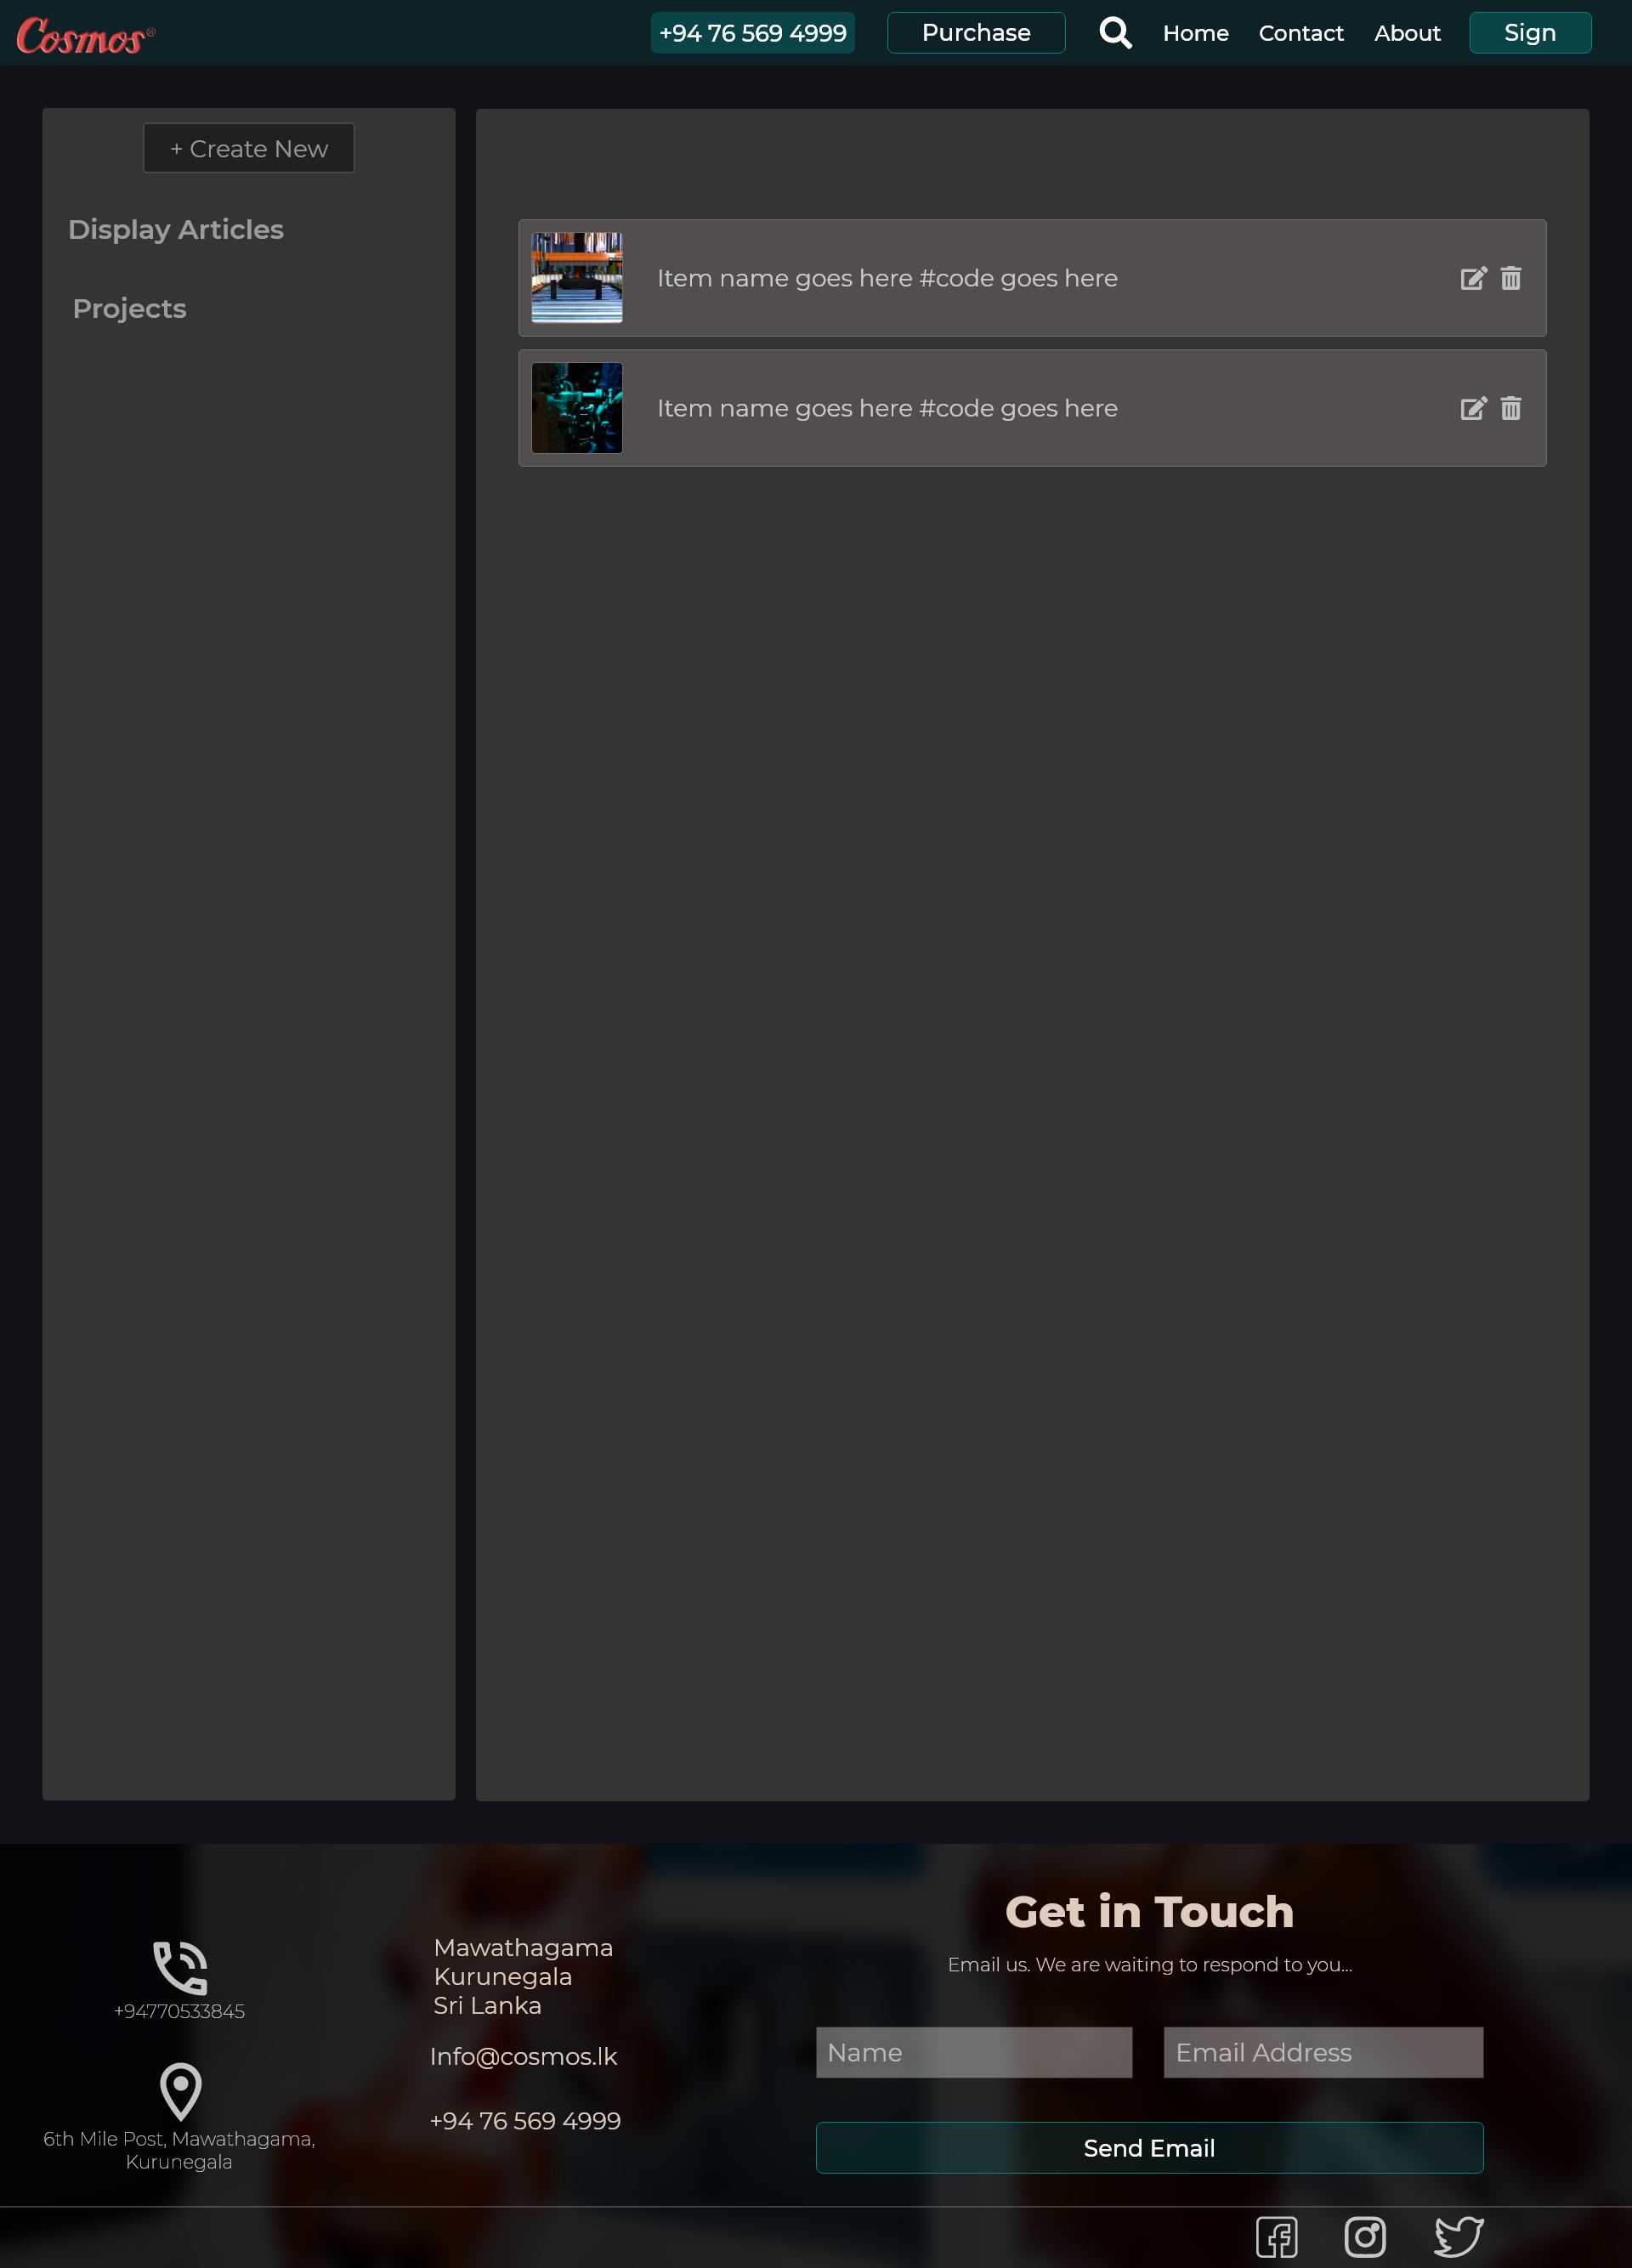 Cosmos®
+94 76 569 4999
Purchase
Home
Contact
About
Sign
+ Create New
Display Articles
Projects
Item name goes here #code goes here
Item name goes here #code goes here
+94770533845
6th Mile Post, Mawathagama,
Kurunegala
Mawathagama
Kurunegala
Sri Lanka
Info@cosmos.lk
+94 76 569 4999
Get in Touch
Email us. We are waiting to respond to you...
Name
Email Address
Send Email